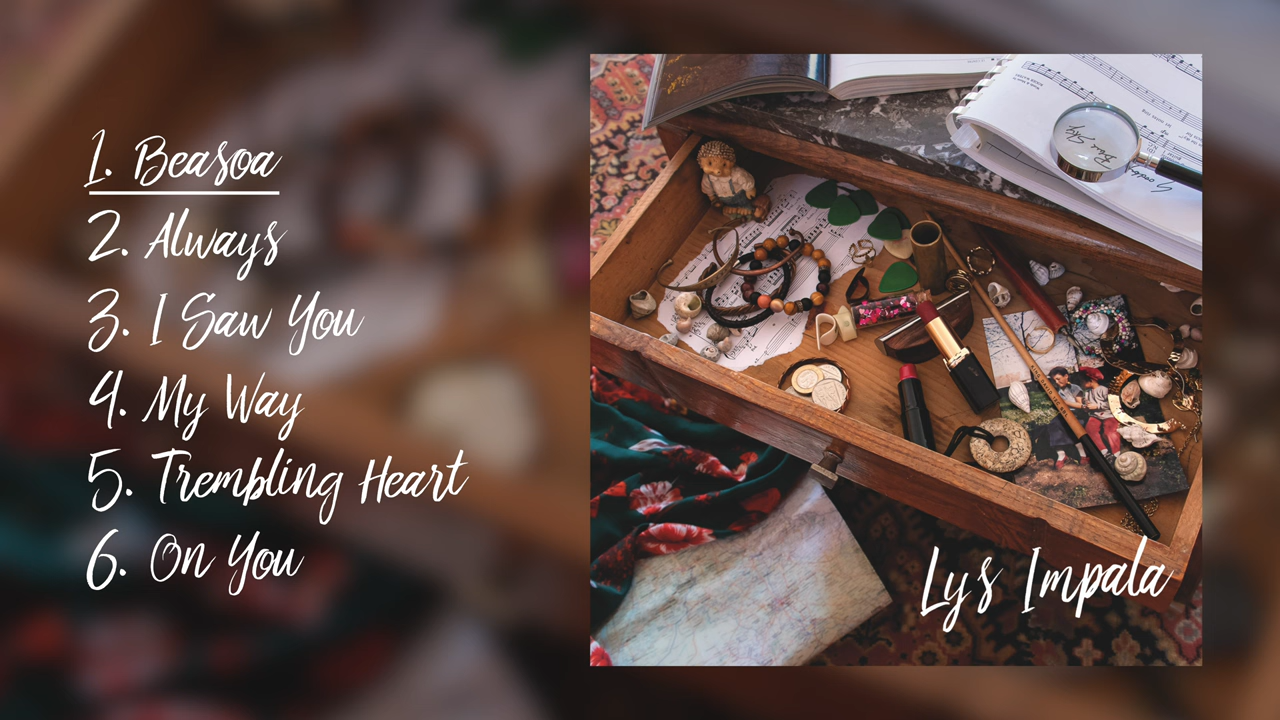 1. Beasoa
2. Always
3. I Saw You
4. My Way
5. Trembling Heart
6. On You
Lys Impala